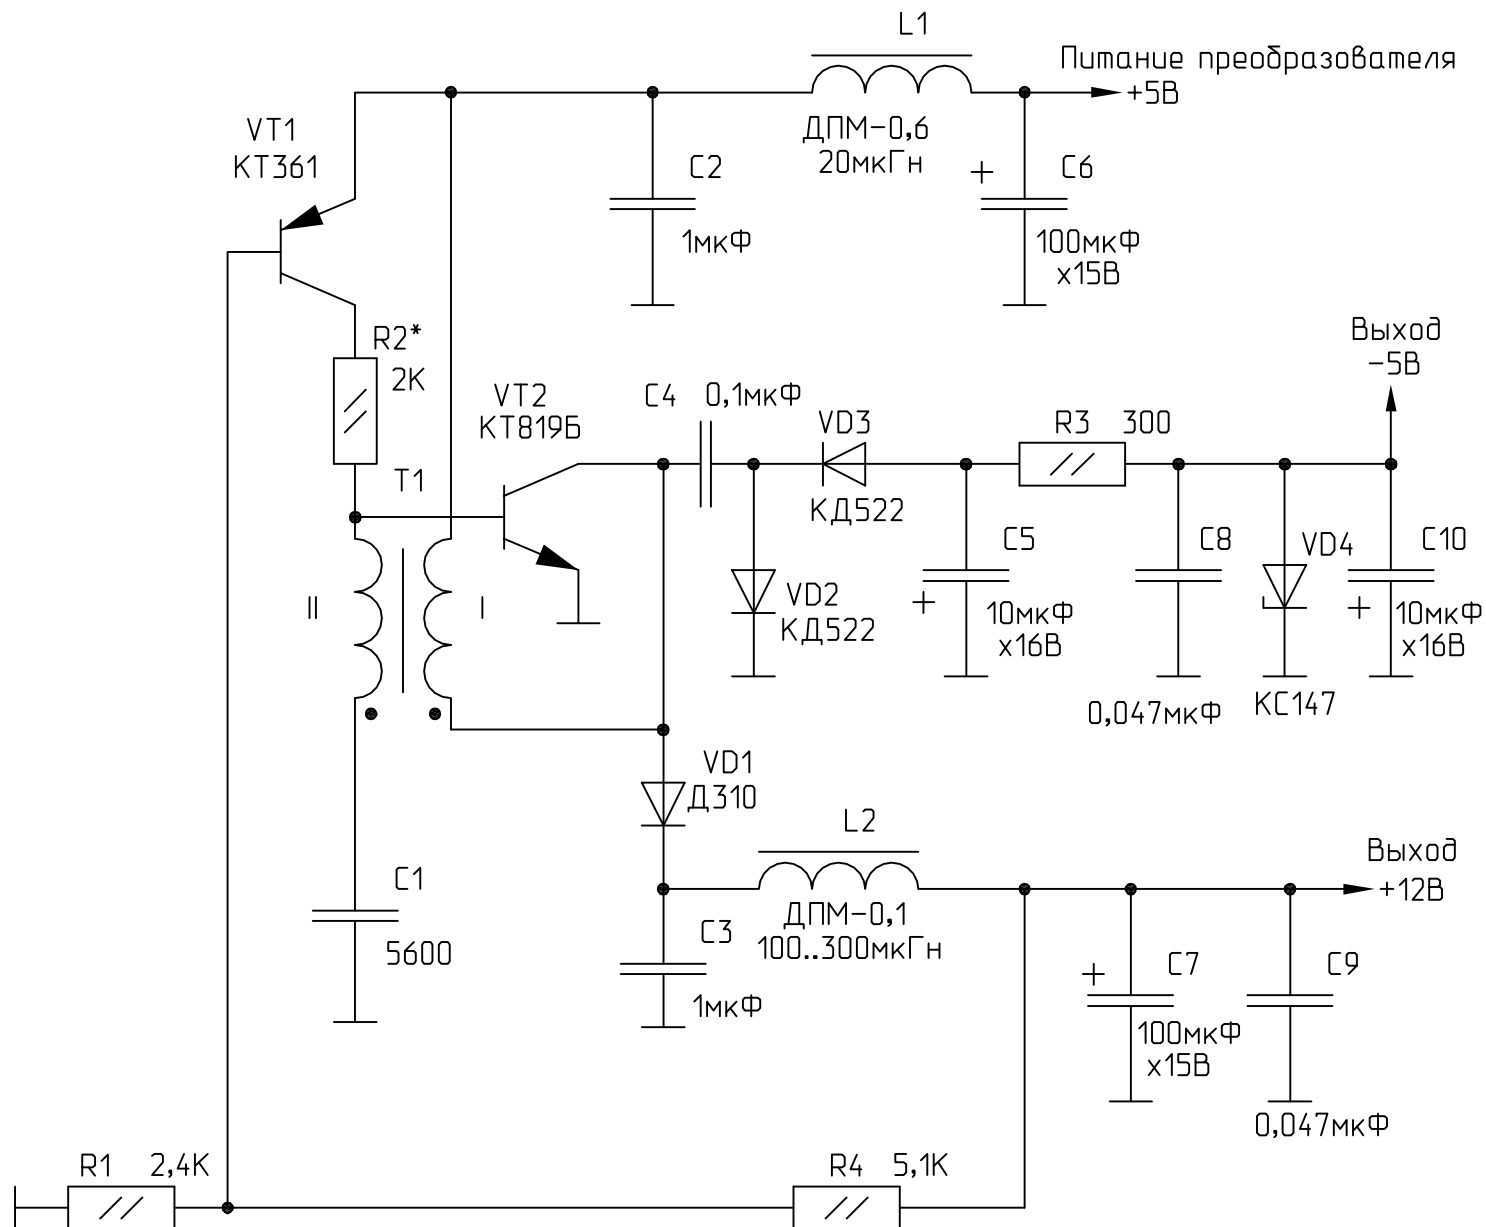 L1
Питание преобразователя
+5В
VT1
КТ361
ДПМ-0,6
20мкГн
C2
1мкФ
+
C6
100мкФ
х15В
R2*
2К
Выход
-5В
VT2
КТ819Б
C4
0,1мкФ
VD3
КД522
R3
300
T1
II
I
VD2
КД522
C5
+
10мкФ
х16В
C8
0,047мкФ
VD4
КС147
C10
+
10мкФ
х16В
VD1
Д310
L2
ДПМ-0,1
100..300мкГн
Выход
+12В
C1
5600
C3
1мкФ
+
C7
100мкФ
х15В
C9
0,047мкФ
R1
2,4К
R4
5,1К